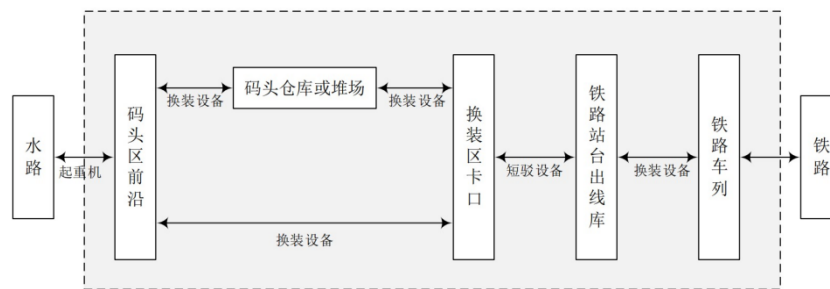 水路
起重机
码头区前沿
换装设备
码头仓库或堆场
换装设备
换装设备
换装区卡口
短驳设备
铁路站台出线库
换装设备
铁路车列
铁路